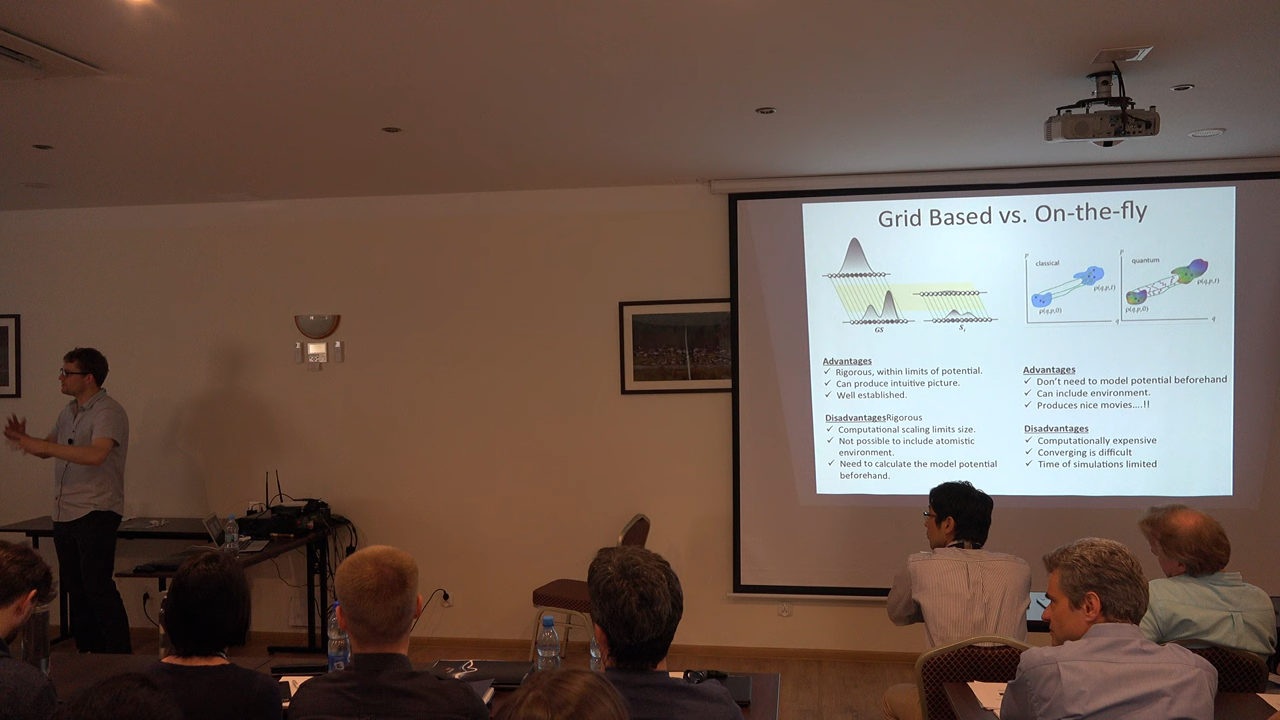 Grid Based vs. On-the-fly
GS
S₁
p
classical
ρ(q,p,t)
ρ(q,p,0)
q
p
quantum
ρ(q,p,t)
ρ(q,p,0)
q
Advantages
✓ Rigorous, within limits of potential.
✓ Can produce intuitive picture.
✓ Well established.
DisadvantagesRigorous
✓ Computational scaling limits size.
✓ Not possible to include atomistic
environment.
✓ Need to calculate the model potential
beforehand.
Advantages
✓ Don't need to model potential beforehand
✓ Can include environment.
✓ Produces nice movies....!!
Disadvantages
✓ Computationally expensive
✓ Converging is difficult
✓ Time of simulations limited